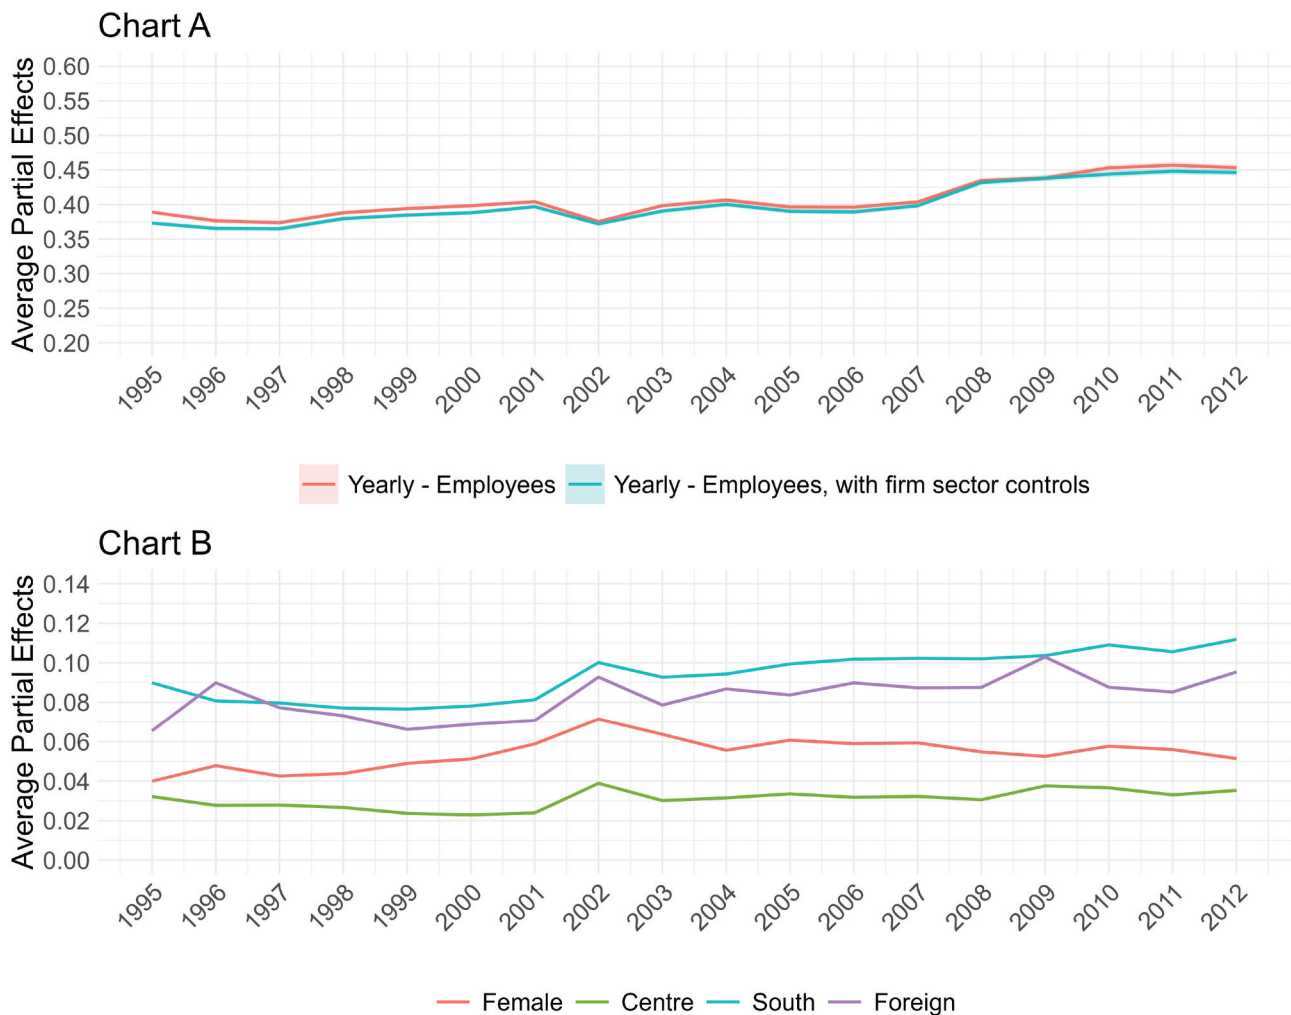 Chart A
Average Partial Effects
0.60
0.55
0.50
0.45
0.40
0.35
0.30
0.25
0.20
1995 1996 1997 1998 1999 2000 2001 2002 2003 2004 2005 2006 2007 2008 2009 2010 2011 2012
Yearly - Employees Yearly - Employees, with firm sector controls
Chart B
Average Partial Effects
0.14
0.12
0.10
0.08
0.06
0.04
0.02
0.00
1995 1996 1997 1998 1999 2000 2001 2002 2003 2004 2005 2006 2007 2008 2009 2010 2011 2012
Female Centre South Foreign